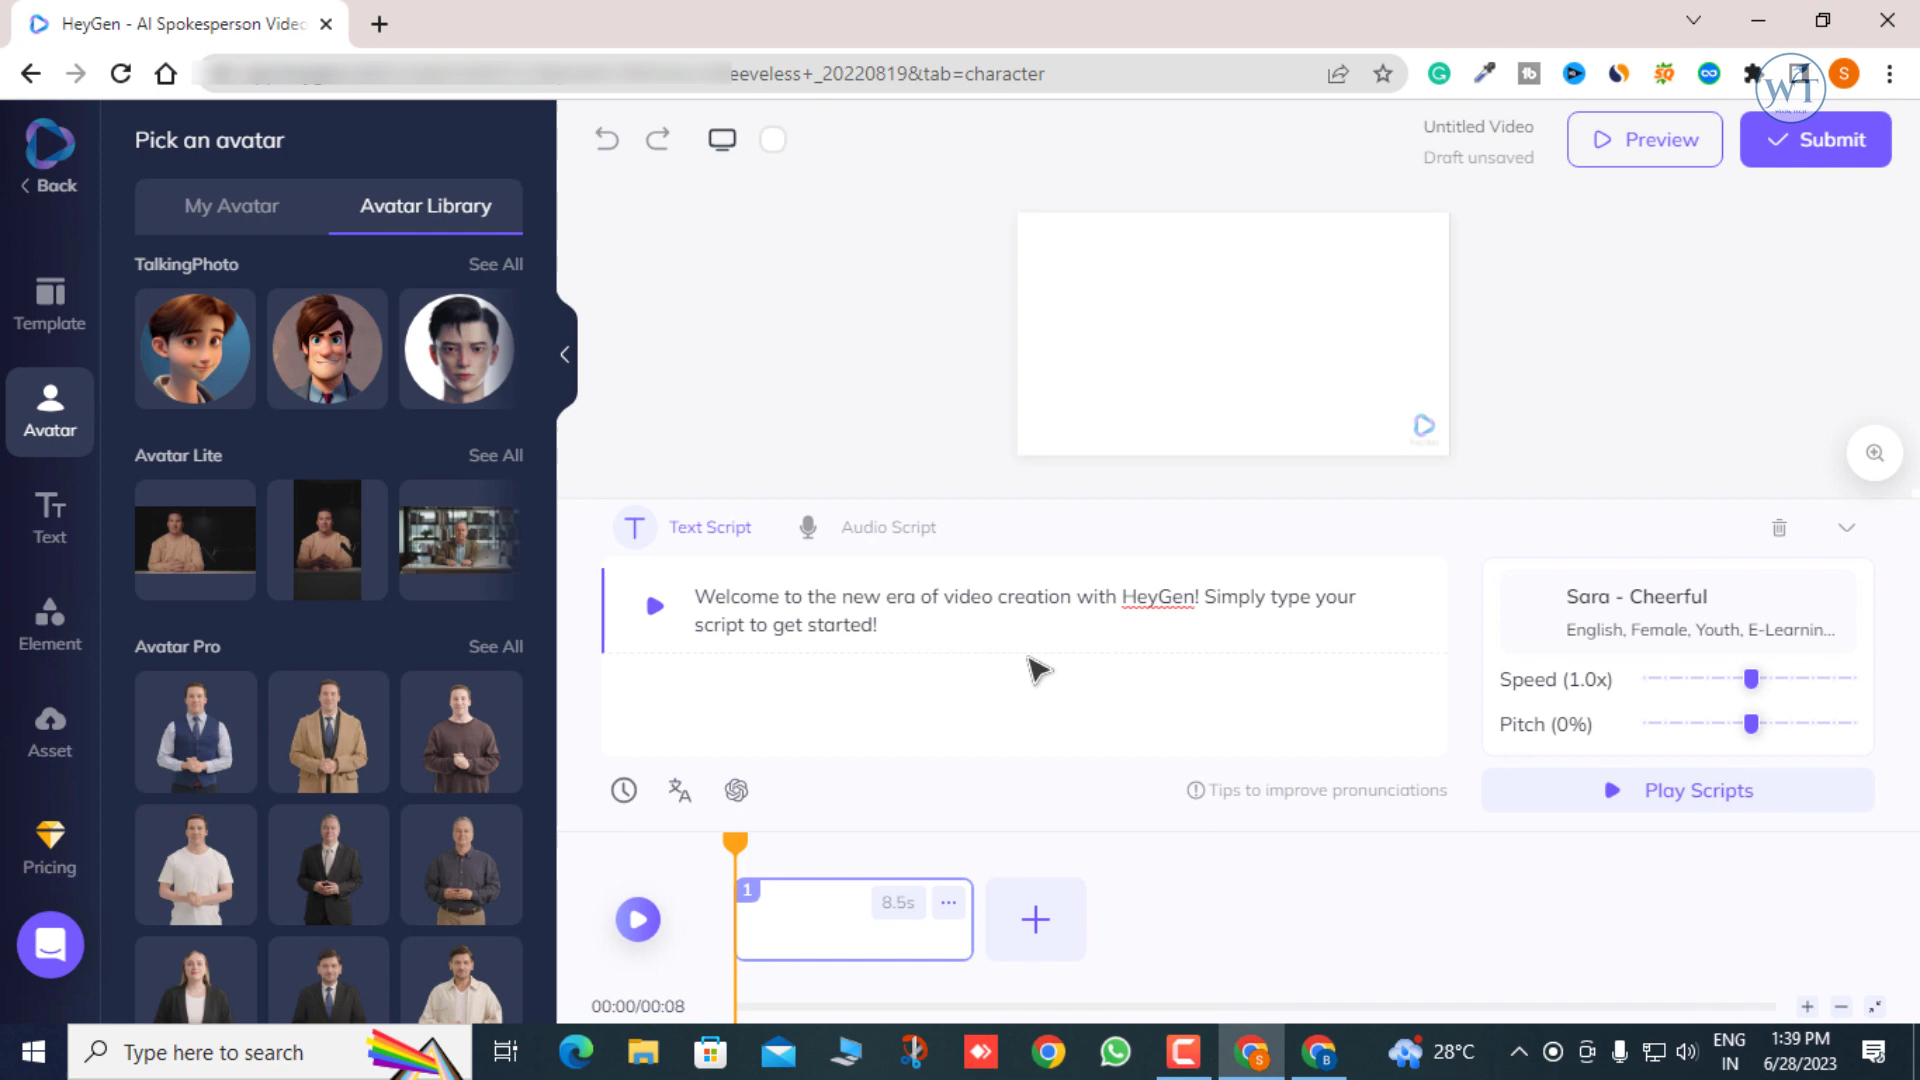 HeyGen - AI Spokesperson Video
eeveless+_20220819&tab=character
S
WT
Back
Pick an avatar
Untitled Video
Draft unsaved
Preview
Submit
My Avatar
Avatar Library
TalkingPhoto
See All
Template
Avatar
Avatar Lite
See All
Text
Text Script
Audio Script
Welcome to the new era of video creation with HeyGen! Simply type your
script to get started!
Sara - Cheerful
English, Female, Youth, E-Learnin...
Element
Avatar Pro
See All
Speed (1.0x)
Pitch (0%)
Asset
Tips to improve pronunciations
Play Scripts
Pricing
1
8.5s
00:00/00:08
Type here to search
28°C
ENG
IN
1:39 PM
6/28/2023